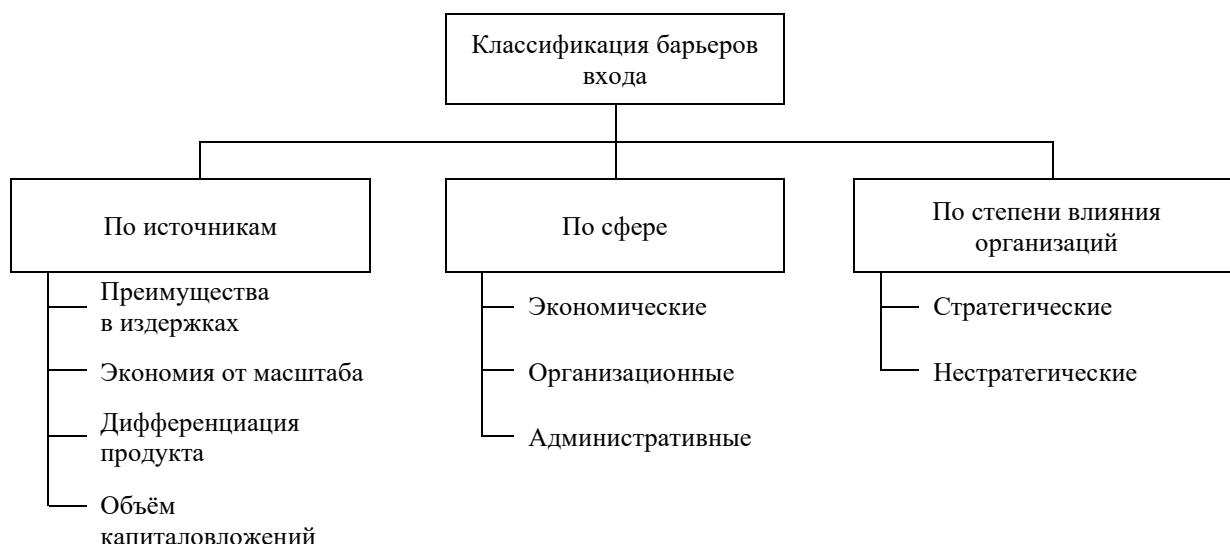 Классификация барьеров
входа
По источникам
По сфере
По степени влияния
организаций
Преимущества
в издержках
Экономия от масштаба
Дифференциация
продукта
Объём
капиталовложений
Экономические
Организационные
Административные
Стратегические
Нестратегические